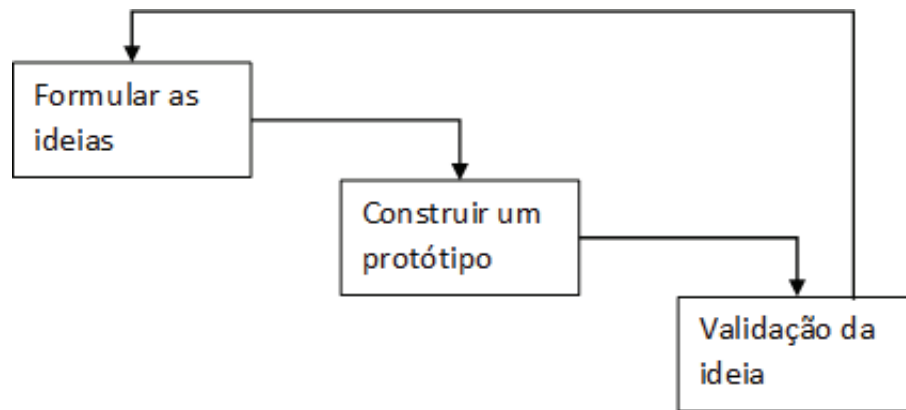 Formular as
ideias
Construir um
protótipo
Validação da
ideia